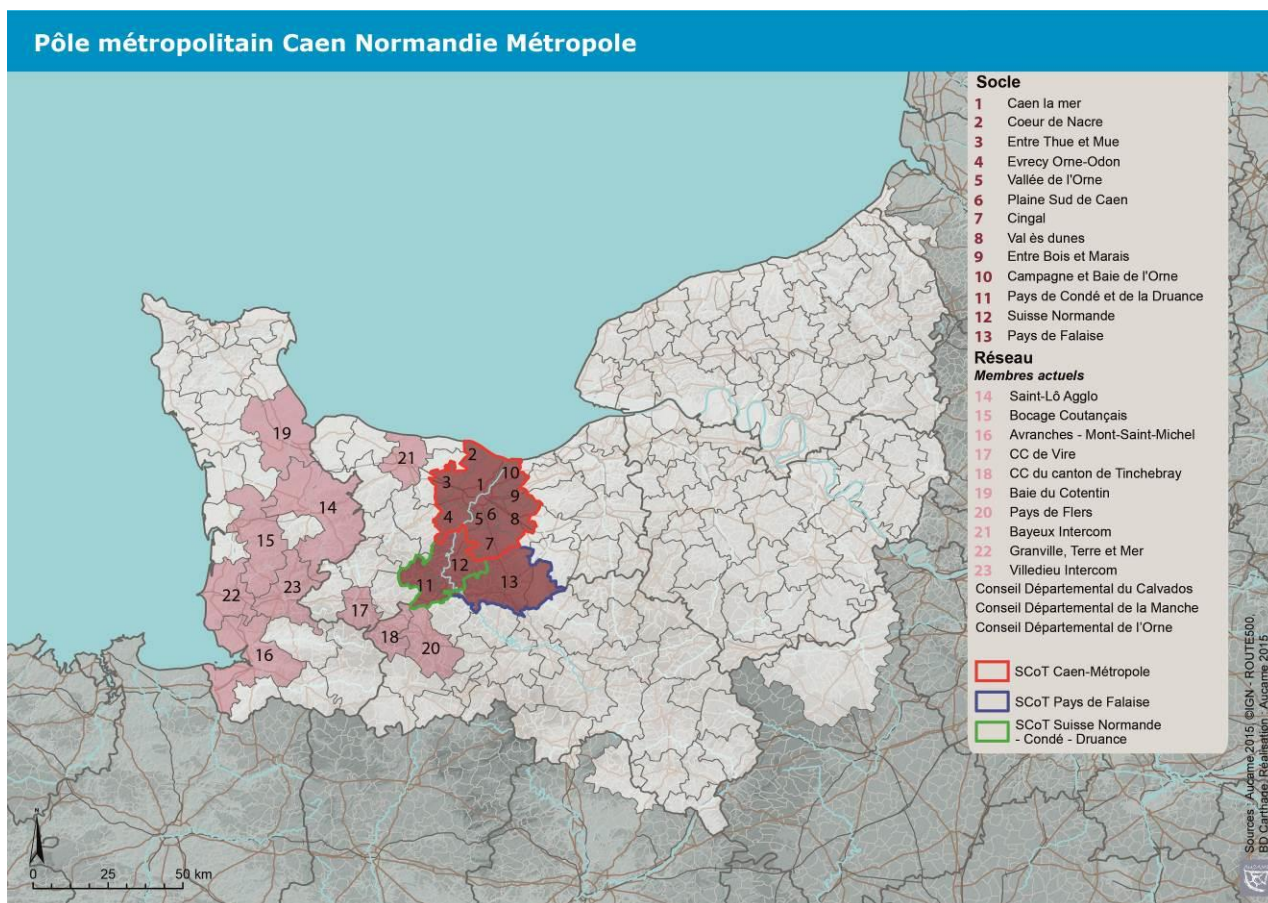 Pôle métropolitain Caen Normandie Métropole
Socle
1 Caen la mer
2 Coeur de Nacre
3 Entre Thue et Mue
4 Evrecy Orne-Odon
5 Vallée de l'Orne
6 Plaine Sud de Caen
7 Cingal
8 Val ès dunes
9 Entre Bois et Marais
10 Campagne et Baie de l'Orne
11 Pays de Condé et de la Druance
12 Suisse Normande
13 Pays de Falaise
Réseau
Membres actuels
14 Saint-Lô Agglo
15 Bocage Coutançais
16 Avranches - Mont-Saint-Michel
17 CC de Vire
18 CC du canton de Tinchebray
19 Baie du Cotentin
20 Pays de Flers
21 Bayeux Intercom
22 Granville, Terre et Mer
23 Villedieu Intercom
Conseil Départemental du Calvados
Conseil Départemental de la Manche
Conseil Départemental de l'Orne
SCoT Caen-Métropole
SCoT Pays de Falaise
SCoT Suisse Normande
- Condé - Druance
19
21
2
10
3
1
9
14
4
5
6
8
15
7
12
11
13
23
22
17
18
20
16
N
0 25 50 km
Sources : Aucame 2015, ©IGN - ROUTE500,
BD Carthade, Réalisation : Aucame 2015